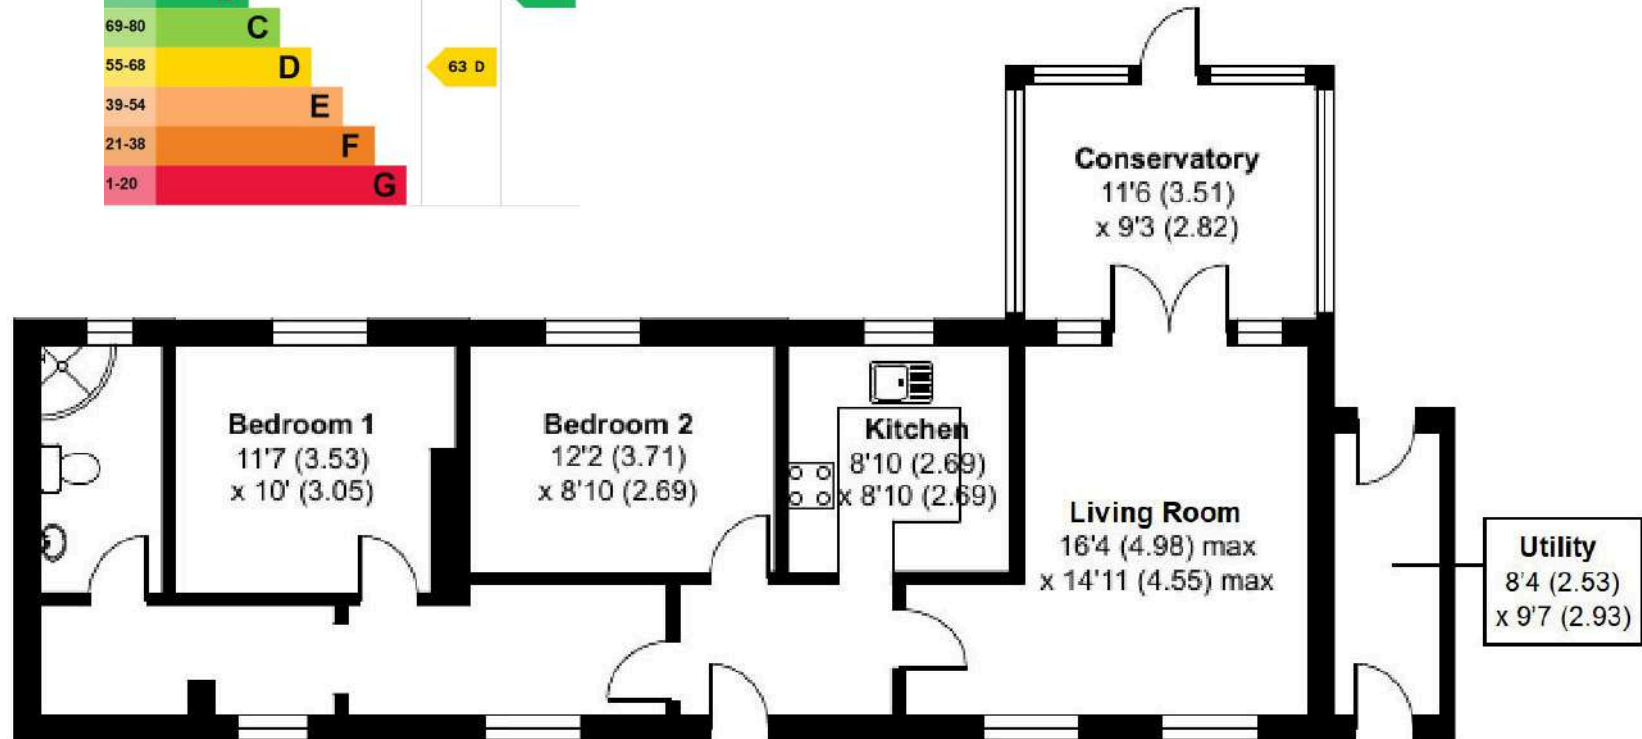 69-80 C
55-68 D
63 D
39-54 E
21-38 F
1-20 G
Conservatory
11'6 (3.51)
x 9'3 (2.82)
Bedroom 1
11'7 (3.53)
x 10' (3.05)
Bedroom 2
12'2 (3.71)
x 8'10 (2.69)
Kitchen
8'10 (2.69)
x 8'10 (2.69)
Living Room
16'4 (4.98) max
x 14'11 (4.55) max
Utility
8'4 (2.53)
x 9'7 (2.93)